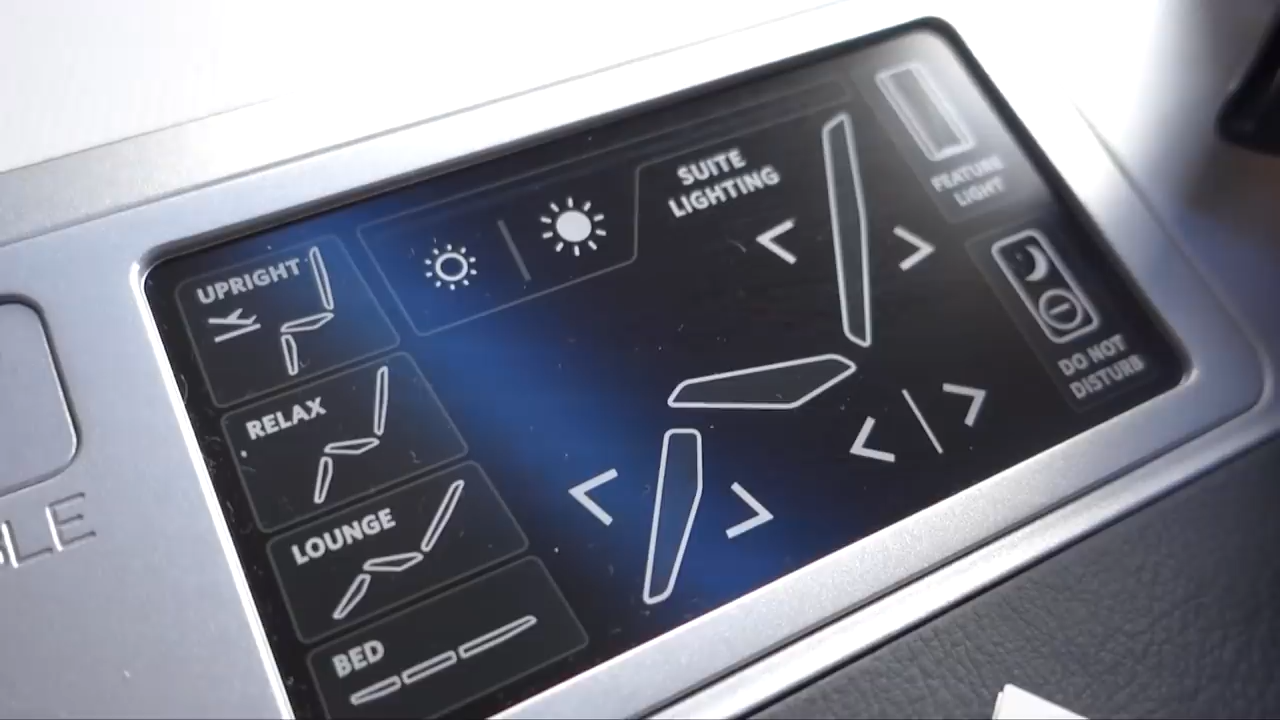 UPRIGHT
RELAX
LOUNGE
BED
SUITE
LIGHTING
FEATURE
LIGHT
DO NOT
DISTURB